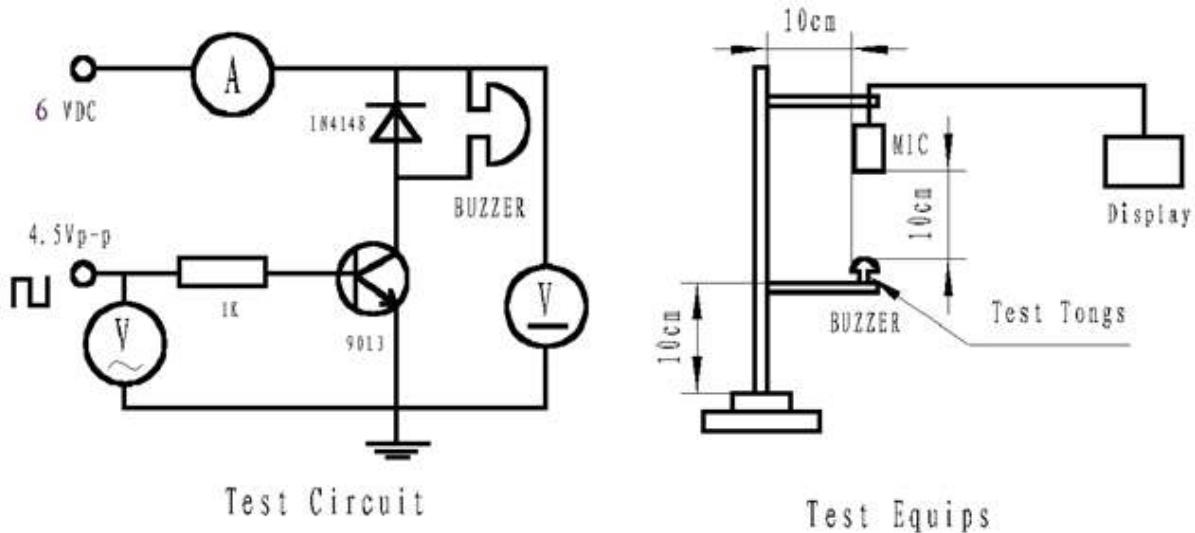 A
6 VDC
1N4148
BUZZER
4.5Vp-p
1K
V
9013
V
Test Circuit
10cm
MIC
10cm
Display
BUZZER
Test Tongs
10cm
Test Equips